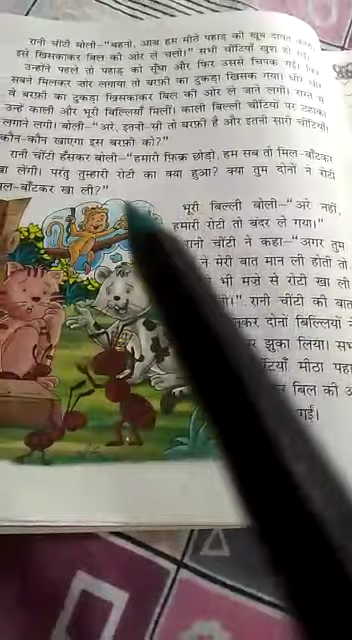 रानी चींटी बोली–"बहनो, आज हम मीठे पहाड़ की खूब दावत
इसे खिसकाकर बिल की ओर ले चलो।" सभी चींटियाँ खुश हो
उन्होंने पहले तो पहाड़ को सूँघा और फिर उससे चिपक गईं।
सबने मिलकर ज़ोर लगाया तो बरफ़ी का टुकड़ा खिसक गया। धीरे
वे बरफ़ी का टुकड़ा खिसकाकर बिल की ओर ले जाने लगीं। रास्ते में
उन्हें काली और भूरी बिल्लियाँ मिलीं। काली बिल्ली चींटियों पर
लगाने लगी। बोली–"अरे, इतनी-सी तो बरफ़ी है और इतनी सारी चींटियाँ।
कौन-कौन खाएगा इस बरफ़ी को?"
रानी चींटी हँसकर बोली–"हमारी फ़िक्र छोड़ो, हम सब तो मिल-बाँटकर
खा लेंगी। परंतु तुम्हारी रोटी का क्या हुआ? क्या तुम दोनों ने रोटी
मिल-बाँटकर खा ली?"
भूरी बिल्ली बोली–"अरे नहीं,
हमारी रोटी तो बंदर ले गया।"
रानी चींटी ने कहा–"अगर तुम
ने मेरी बात मान ली होती तो
भी मज़े से रोटी खा ली
रानी चींटी की बात
दोनों बिल्लियों ने
झुका लिया।
मीठा
बिल की
गईं।